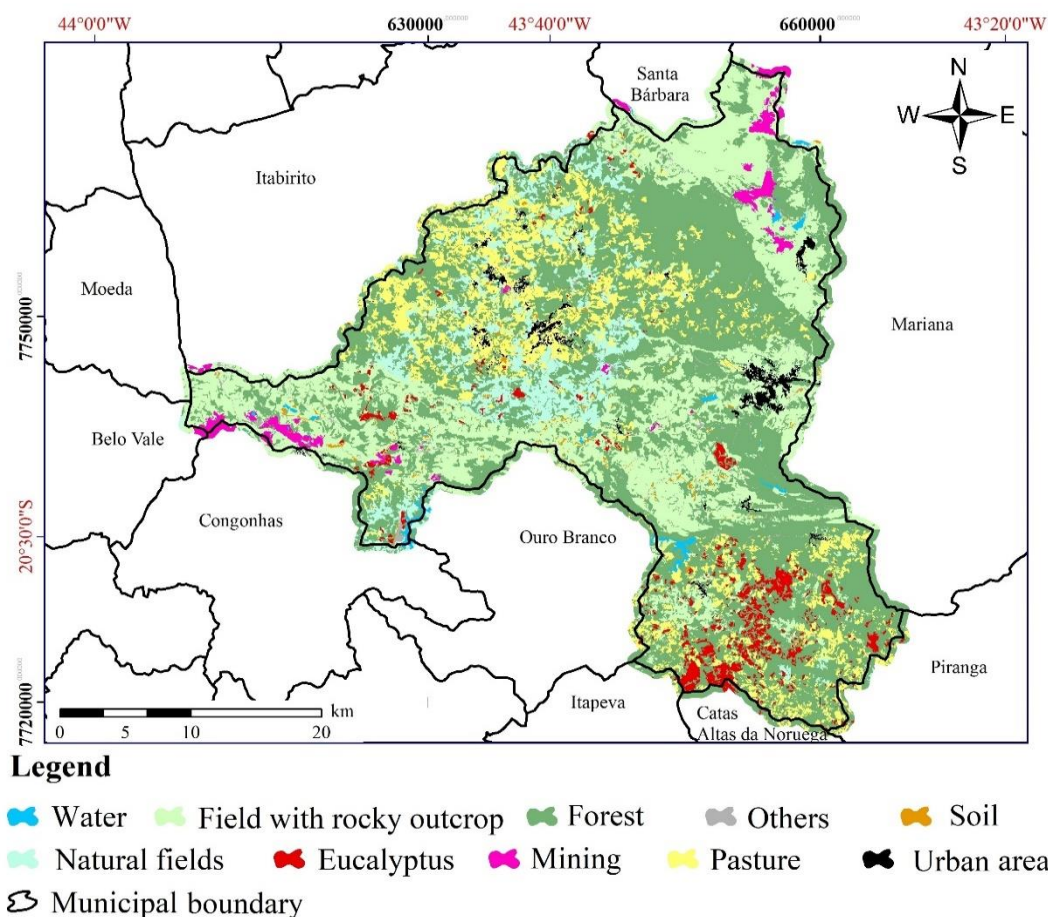 44°0'0"W 630000 43°40'0"W 660000 43°20'0"W
Santa
Bárbara
N
W E
S
Itabirito
Moeda
7750000
Mariana
Belo Vale
Congonhas
Ouro Branco
20°30'0"S
Piranga
Itapeva
Catas
Altas da Noruega
7720000
km
0 5 10 20
Legend
Water Field with rocky outcrop Forest Others Soil
Natural fields Eucalyptus Mining Pasture Urban area
Municipal boundary